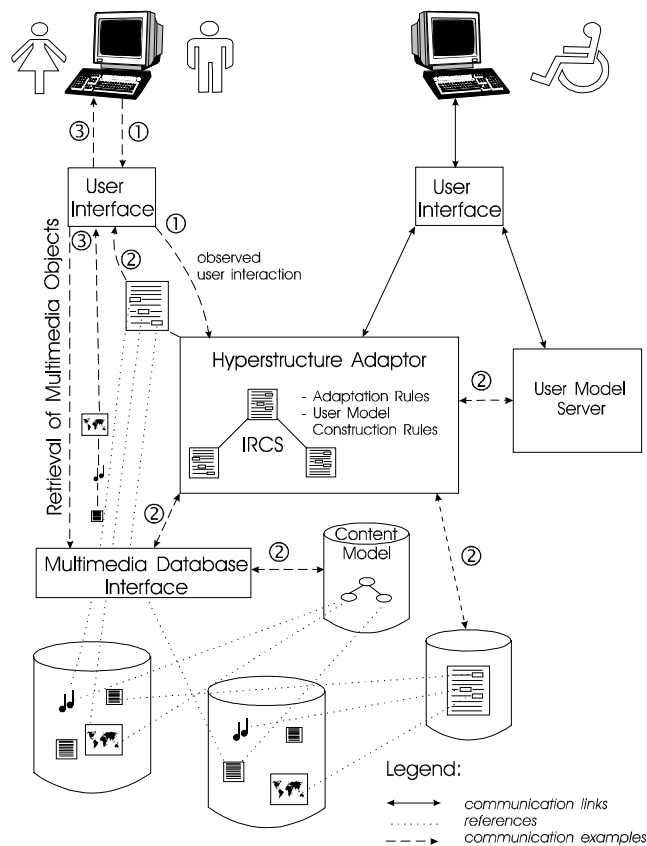 ③
①
User
Interface
User
Interface
①
③
②
observed
user interaction
Retrieval of Multimedia Objects
Hyperstructure Adaptor
- Adaptation Rules
- User Model
Construction Rules
IRCS
②
User Model
Server
②
②
②
Content
Model
Multimedia Database
Interface
Legend:
communication links
references
communication examples